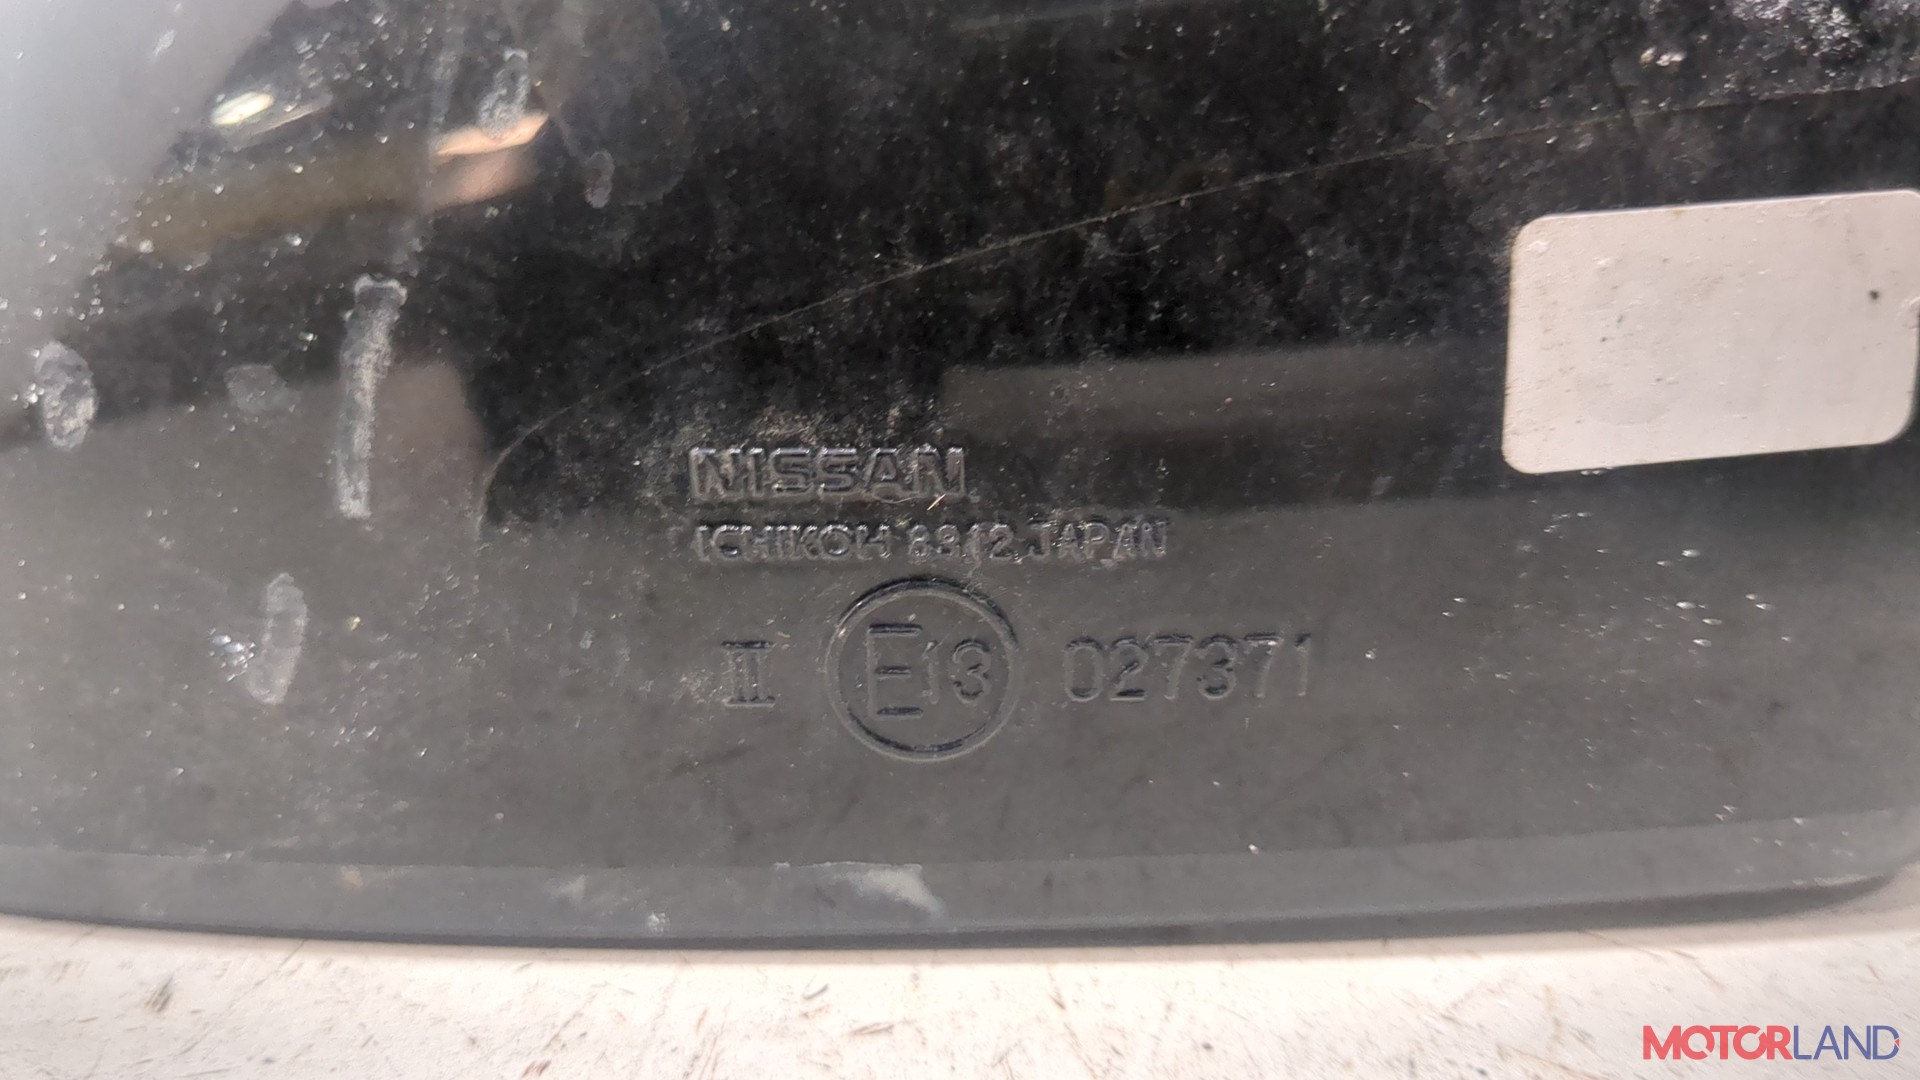 NISSAN
ICHIKOH 8912 JAPAN
II E13 027371
MOTORLAND